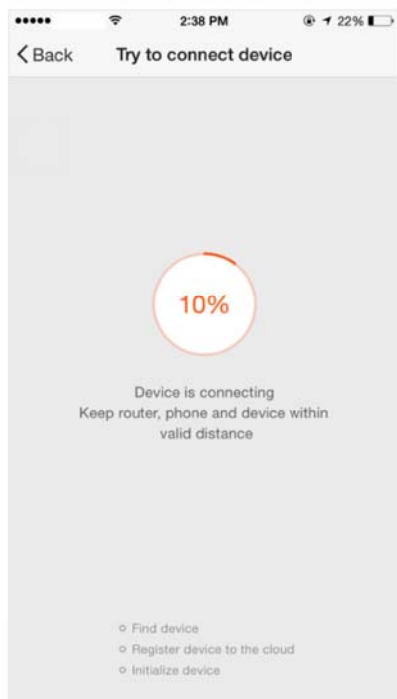 2:38 PM 22%
Back Try to connect device
10%
Device is connecting
Keep router, phone and device within
valid distance
Find device
Register device to the cloud
Initialize device